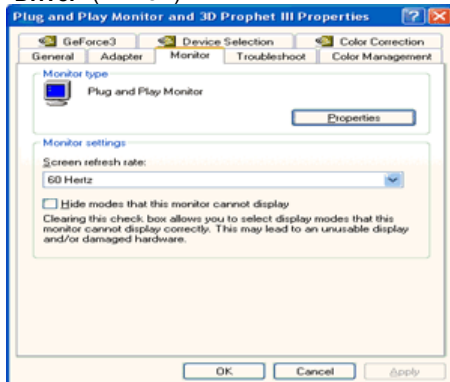 Plug and Play Monitor and 3D Prophet III Properties
GeForce3 Device Selection Color Correction
General Adapter Monitor Troubleshoot Color Management
Monitor type
Plug and Play Monitor
Properties
Monitor settings
Screen refresh rate:
60 Hertz
Hide modes that this monitor cannot display
Clearing this check box allows you to select display modes that this
monitor cannot display correctly. This may lead to an unusable display
and/or damaged hardware.
OK Cancel Apply